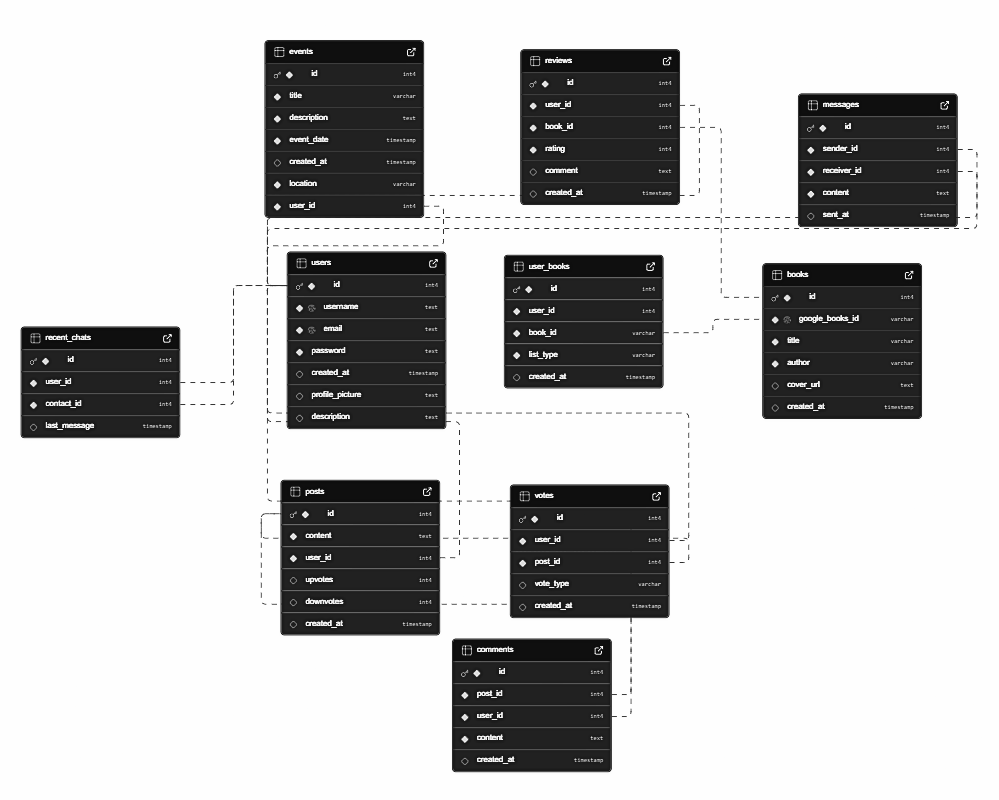 events
id int4
title varchar
description text
event_date timestamp
created_at timestamp
location varchar
user_id int4
reviews
id int4
user_id int4
book_id int4
rating int4
comment text
created_at timestamp
messages
id int4
sender_id int4
receiver_id int4
content text
sent_at timestamp
users
id int4
username text
email text
password text
created_at timestamp
profile_picture text
description text
user_books
id int4
user_id int4
book_id varchar
list_type varchar
created_at timestamp
books
id int4
google_books_id varchar
title varchar
author varchar
cover_url text
created_at timestamp
recent_chats
id int4
user_id int4
contact_id int4
last_message timestamp
posts
id int4
content text
user_id int4
upvotes int4
downvotes int4
created_at timestamp
votes
id int4
user_id int4
post_id int4
vote_type varchar
created_at timestamp
comments
id int4
post_id int4
user_id int4
content text
created_at timestamp